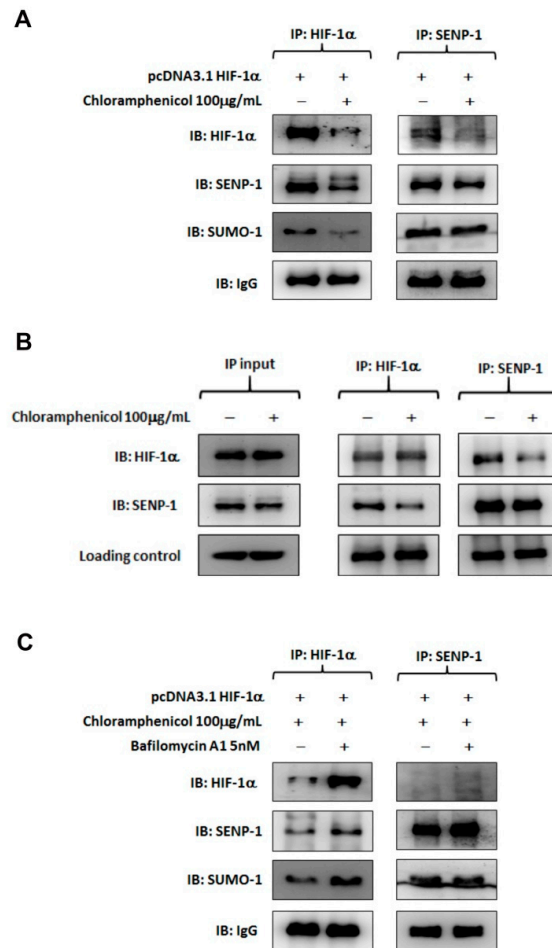 A
IP: HIF-1α IP: SENP-1
pcDNA3.1 HIF-1α + + + +
Chloramphenicol 100µg/mL − + − +
IB: HIF-1α
IB: SENP-1
IB: SUMO-1
IB: IgG
B
IP input IP: HIF-1α IP: SENP-1
Chloramphenicol 100µg/mL − + − + − +
IB: HIF-1α
IB: SENP-1
Loading control
C
IP: HIF-1α IP: SENP-1
pcDNA3.1 HIF-1α + + + +
Chloramphenicol 100µg/mL + + + +
Bafilomycin A1 5nM − + − +
IB: HIF-1α
IB: SENP-1
IB: SUMO-1
IB: IgG